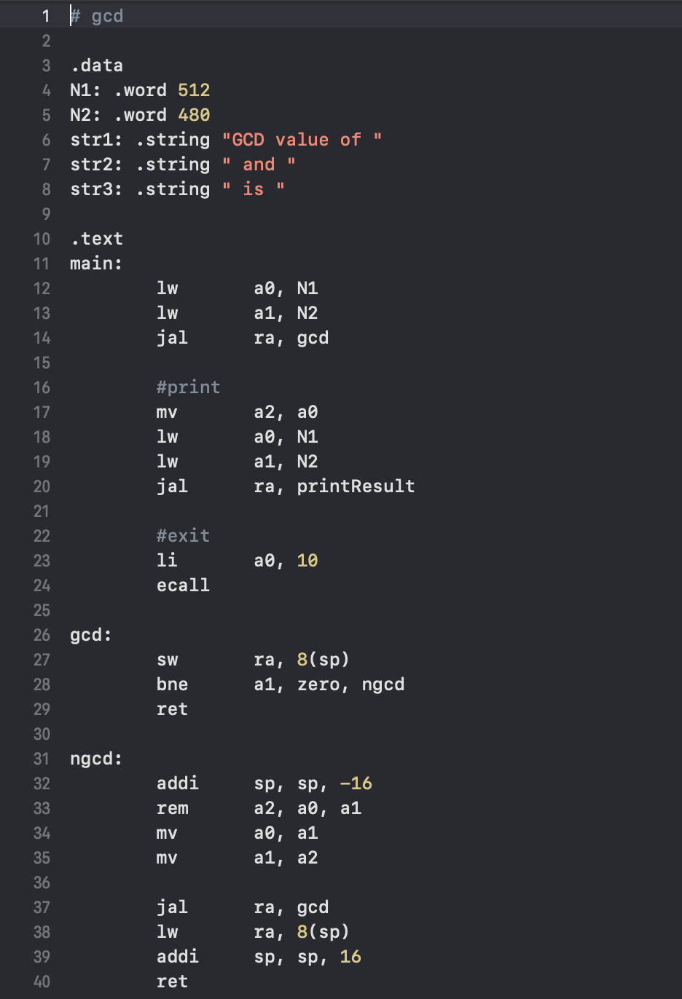 1 # gcd
2
3 .data
4 N1: .word 512
5 N2: .word 480
6 str1: .string "GCD value of "
7 str2: .string " and "
8 str3: .string " is "
9
10 .text
11 main:
12 lw a0, N1
13 lw a1, N2
14 jal ra, gcd
15
16 #print
17 mv a2, a0
18 lw a0, N1
19 lw a1, N2
20 jal ra, printResult
21
22 #exit
23 li a0, 10
24 ecall
25
26 gcd:
27 sw ra, 8(sp)
28 bne a1, zero, ngcd
29 ret
30
31 ngcd:
32 addi sp, sp, -16
33 rem a2, a0, a1
34 mv a0, a1
35 mv a1, a2
36
37 jal ra, gcd
38 lw ra, 8(sp)
39 addi sp, sp, 16
40 ret